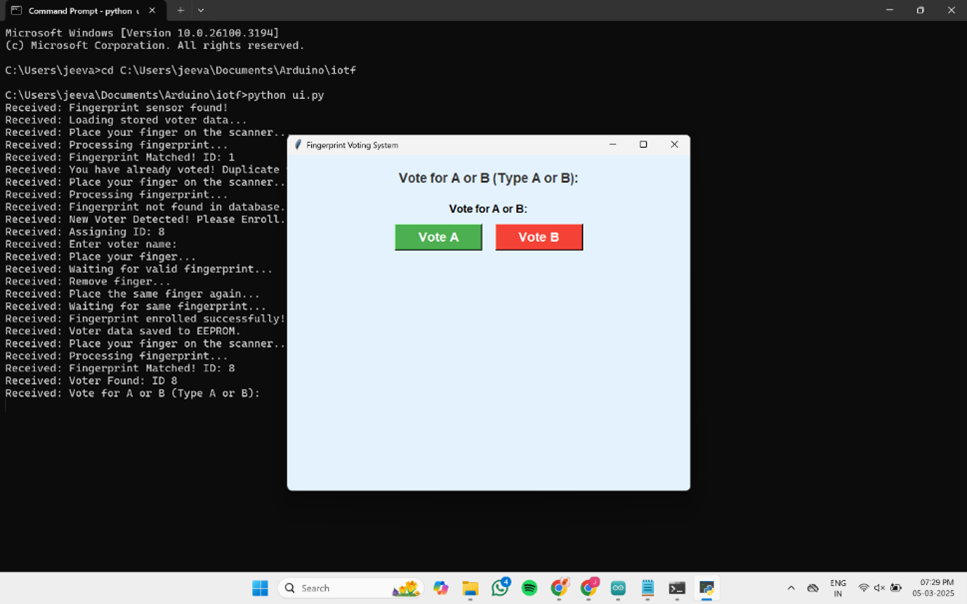 Command Prompt - python u
Microsoft Windows [Version 10.0.26100.3194]
(c) Microsoft Corporation. All rights reserved.
C:\Users\jeeva>cd C:\Users\jeeva\Documents\Arduino\iotf
C:\Users\jeeva\Documents\Arduino\iotf>python ui.py
Received: Fingerprint sensor found!
Received: Loading stored voter data...
Received: Place your finger on the scanner..
Received: Processing fingerprint...
Received: Fingerprint Matched! ID: 1
Received: You have already voted! Duplicate
Received: Place your finger on the scanner..
Received: Processing fingerprint...
Received: Fingerprint not found in database.
Received: New Voter Detected! Please Enroll.
Received: Assigning ID: 8
Received: Enter voter name:
Received: Place your finger...
Received: Waiting for valid fingerprint...
Received: Remove finger...
Received: Place the same finger again...
Received: Waiting for same fingerprint...
Received: Fingerprint enrolled successfully!
Received: Voter data saved to EEPROM.
Received: Place your finger on the scanner..
Received: Processing fingerprint...
Received: Fingerprint Matched! ID: 8
Received: Voter Found: ID 8
Received: Vote for A or B (Type A or B):
Fingerprint Voting System
Vote for A or B (Type A or B):
Vote for A or B:
Vote A Vote B
Search
4
ENG
IN
07:29 PM
05-03-2025